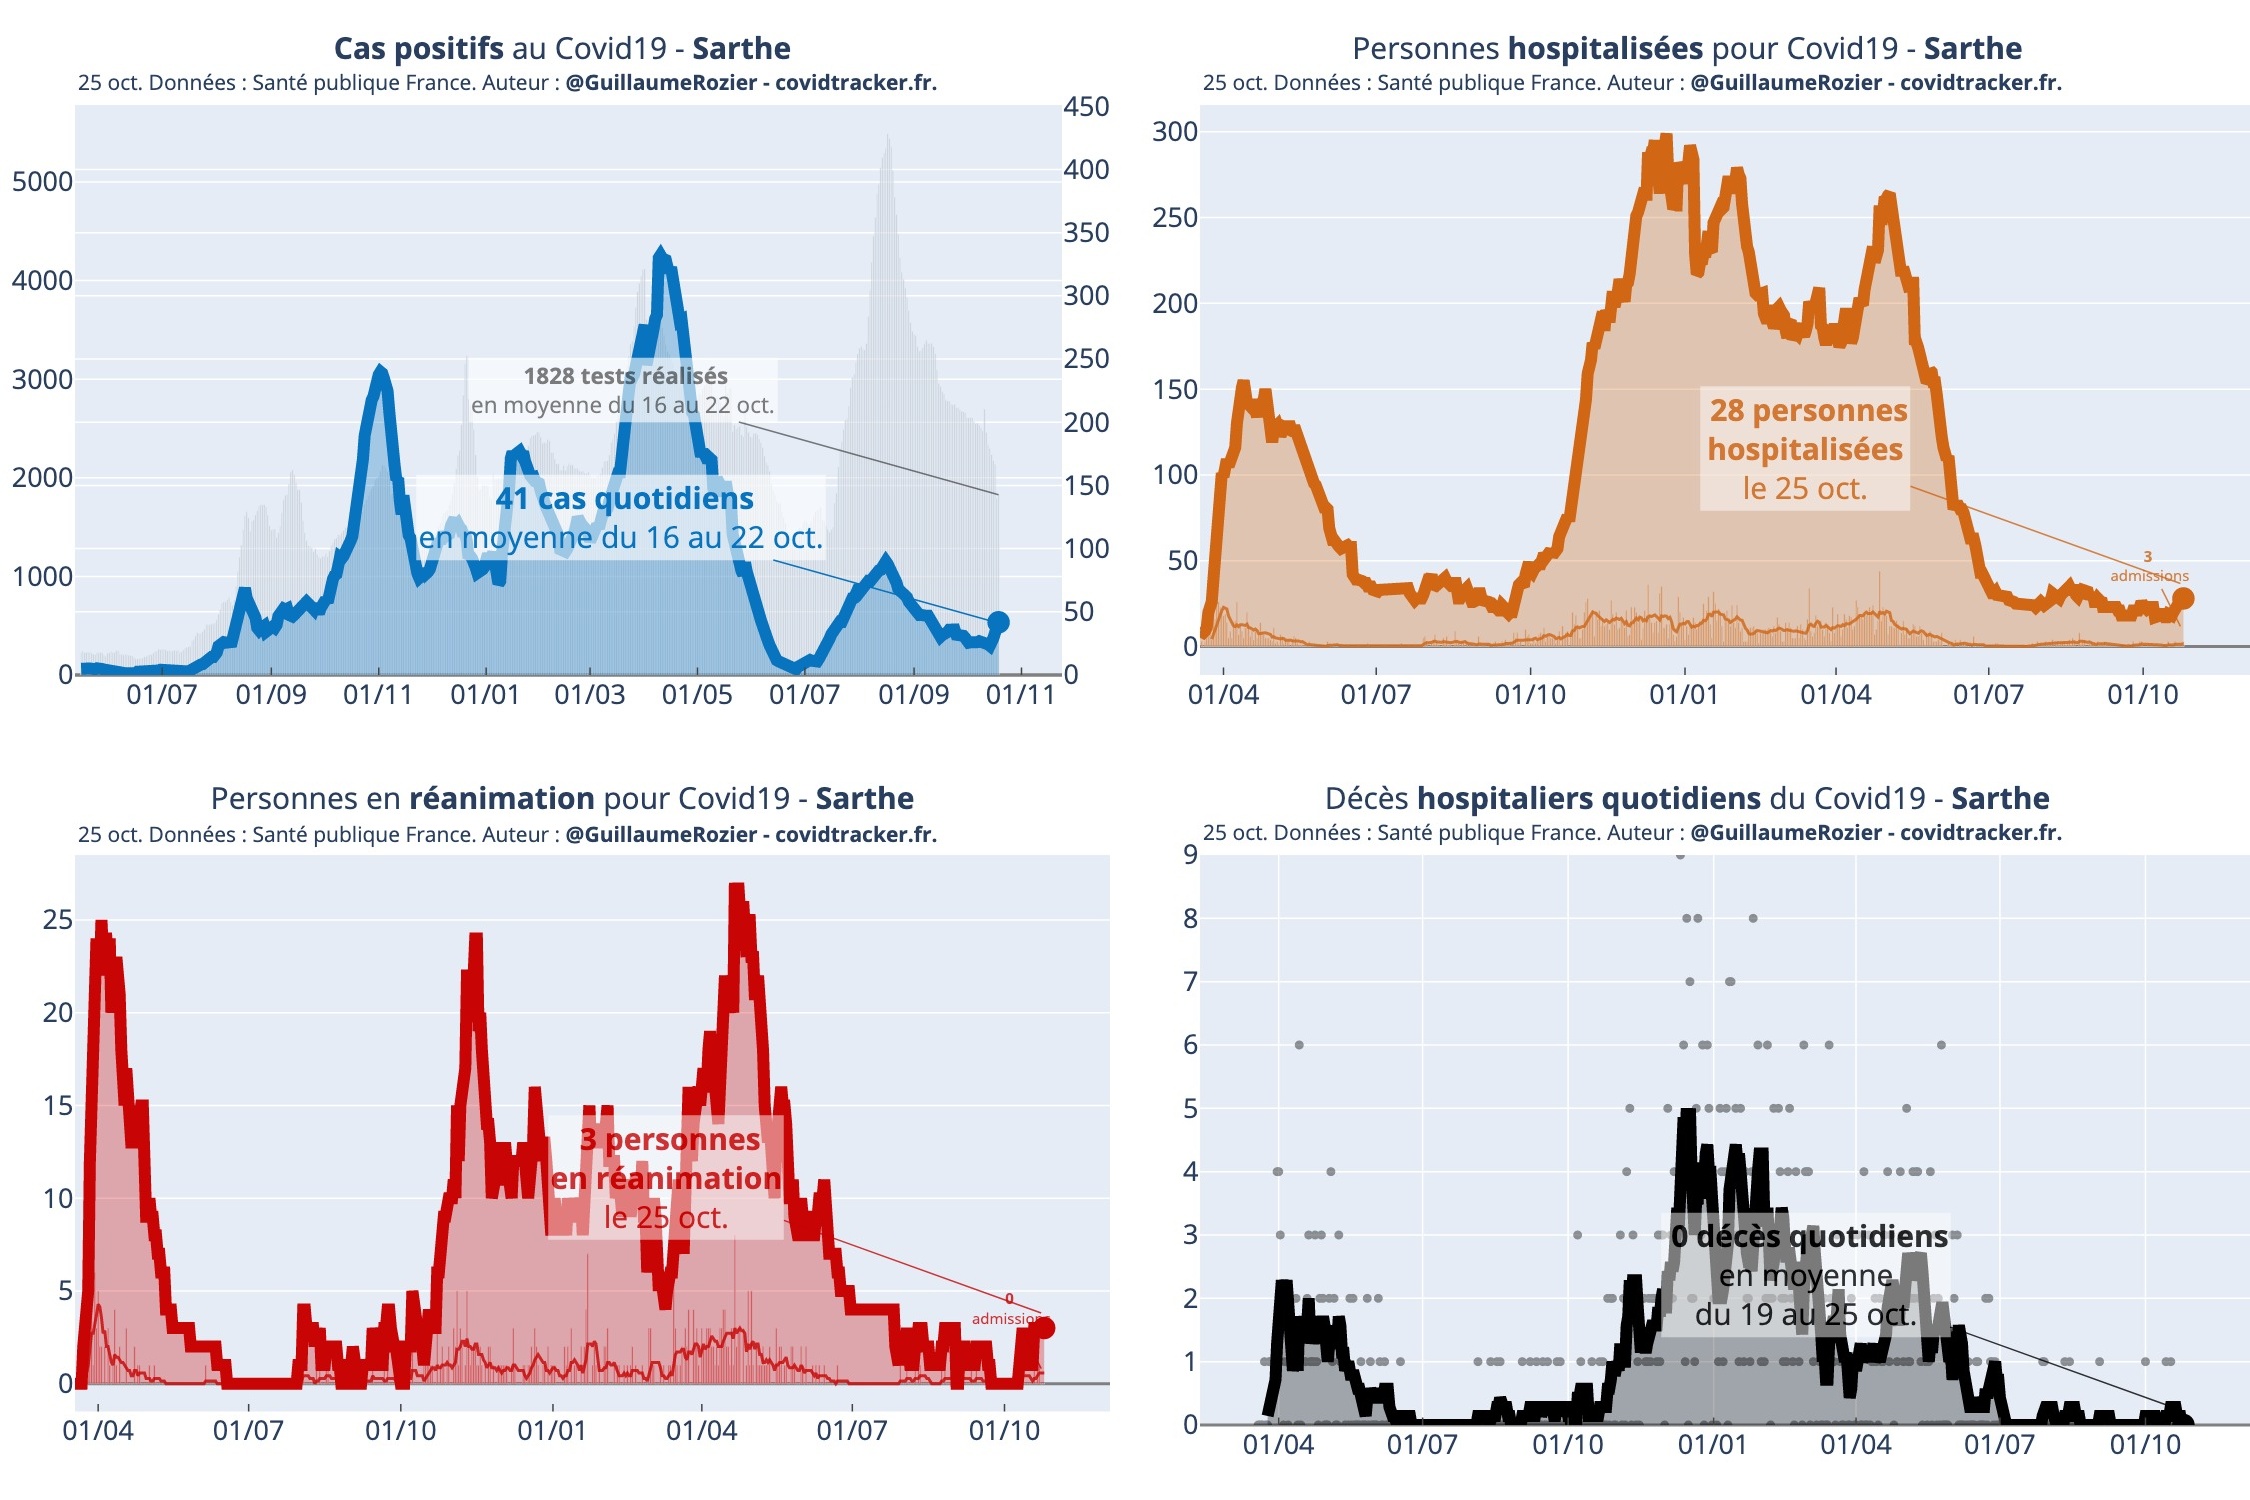 Cas positifs au Covid19 - Sarthe
25 oct. Données : Santé publique France. Auteur : @GuillaumeRozier - covidtracker.fr.
450
400
350
300
250
200
150
100
50
0
5000
4000
3000
2000
1000
0
1828 tests réalisés
en moyenne du 16 au 22 oct.
41 cas quotidiens
en moyenne du 16 au 22 oct.
01/07 01/09 01/11 01/01 01/03 01/05 01/07 01/09 01/11
Personnes hospitalisées pour Covid19 - Sarthe
25 oct. Données : Santé publique France. Auteur : @GuillaumeRozier - covidtracker.fr.
300
250
200
150
100
50
0
28 personnes
hospitalisées
le 25 oct.
3
admissions
01/04 01/07 01/10 01/01 01/04 01/07 01/10
Personnes en réanimation pour Covid19 - Sarthe
25 oct. Données : Santé publique France. Auteur : @GuillaumeRozier - covidtracker.fr.
25
20
15
10
5
0
3 personnes
en réanimation
le 25 oct.
0
admissions
01/04 01/07 01/10 01/01 01/04 01/07 01/10
Décès hospitaliers quotidiens du Covid19 - Sarthe
25 oct. Données : Santé publique France. Auteur : @GuillaumeRozier - covidtracker.fr.
9
8
7
6
5
4
3
2
1
0
0 décès quotidiens
en moyenne
du 19 au 25 oct.
01/04 01/07 01/10 01/01 01/04 01/07 01/10